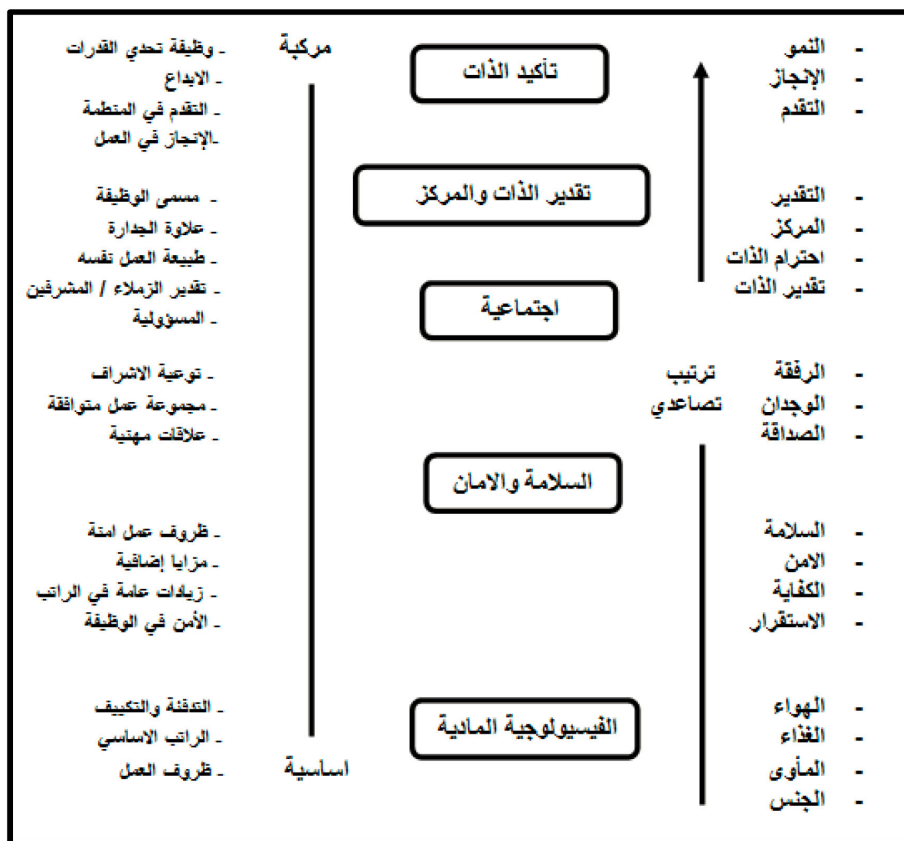 - النمو
- الإنجاز
- التقدم
تأكيد الذات
مركبة
- وظيفة تحدي القدرات
- الابداع
- التقدم في المنظمة
-الإنجاز في العمل
- التقدير
- المركز
- احترام الذات
- تقدير الذات
تقدير الذات والمركز
- مسمى الوظيفة
- علاوة الجدارة
- طبيعة العمل نفسه
- تقدير الزملاء / المشرفين
- المسؤولية
اجتماعية
- الرفقة
- الوجدان
- الصداقة
ترتيب
تصاعدي
- نوعية الاشراف
- مجموعة عمل متوافقة
- علاقات مهنية
السلامة والامان
- السلامة
- الامن
- الكفاية
- الاستقرار
- ظروف عمل امنة
- مزايا إضافية
- زيادات عامة في الراتب
- الأمن في الوظيفة
- الهواء
- الغذاء
- المأوى
- الجنس
الفيسيولوجية المادية
اساسية
- التدفئة والتكييف
- الراتب الاساسي
- ظروف العمل